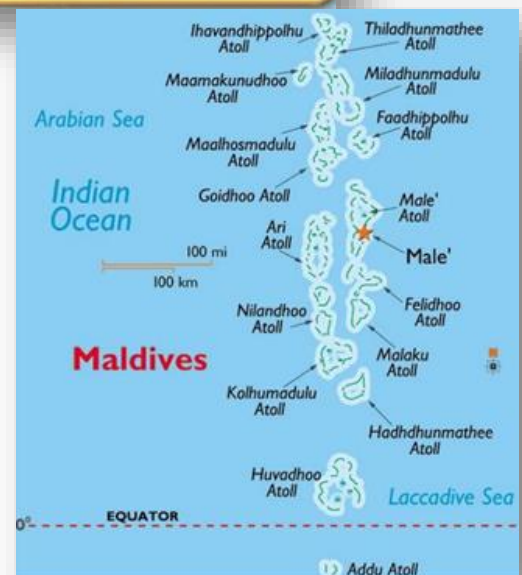 Ihavandhippolhu
Atoll
Thiladhunmathee
Atoll
Maamakunudhoo
Atoll
Miladhunmadulu
Atoll
Arabian Sea
Faadhippolhu
Atoll
Maalhosmadulu
Atoll
Goidhoo Atoll
Indian
Ocean
Male'
Atoll
Ari
Atoll
Male'
100 mi
100 km
Felidhoo
Atoll
Nilandhoo
Atoll
Maldives
Malaku
Atoll
Kolhumadulu
Atoll
Hadhdhunmathee
Atoll
Huvadhoo
Atoll
Laccadive Sea
0°
EQUATOR
Addu Atoll